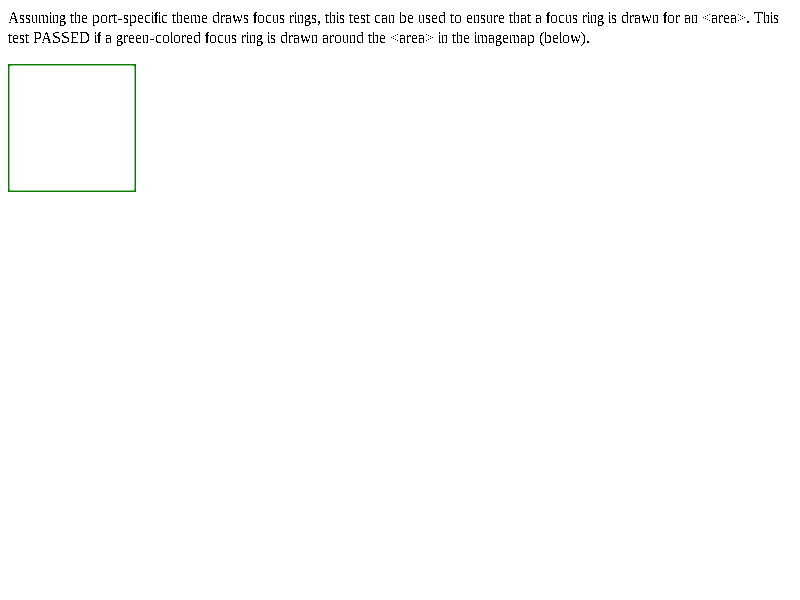 Assuming the port-specific theme draws focus rings, this test can be used to ensure that a focus ring is drawn for an <area>. This
test PASSED if a green-colored focus ring is drawn around the <area> in the imagemap (below).